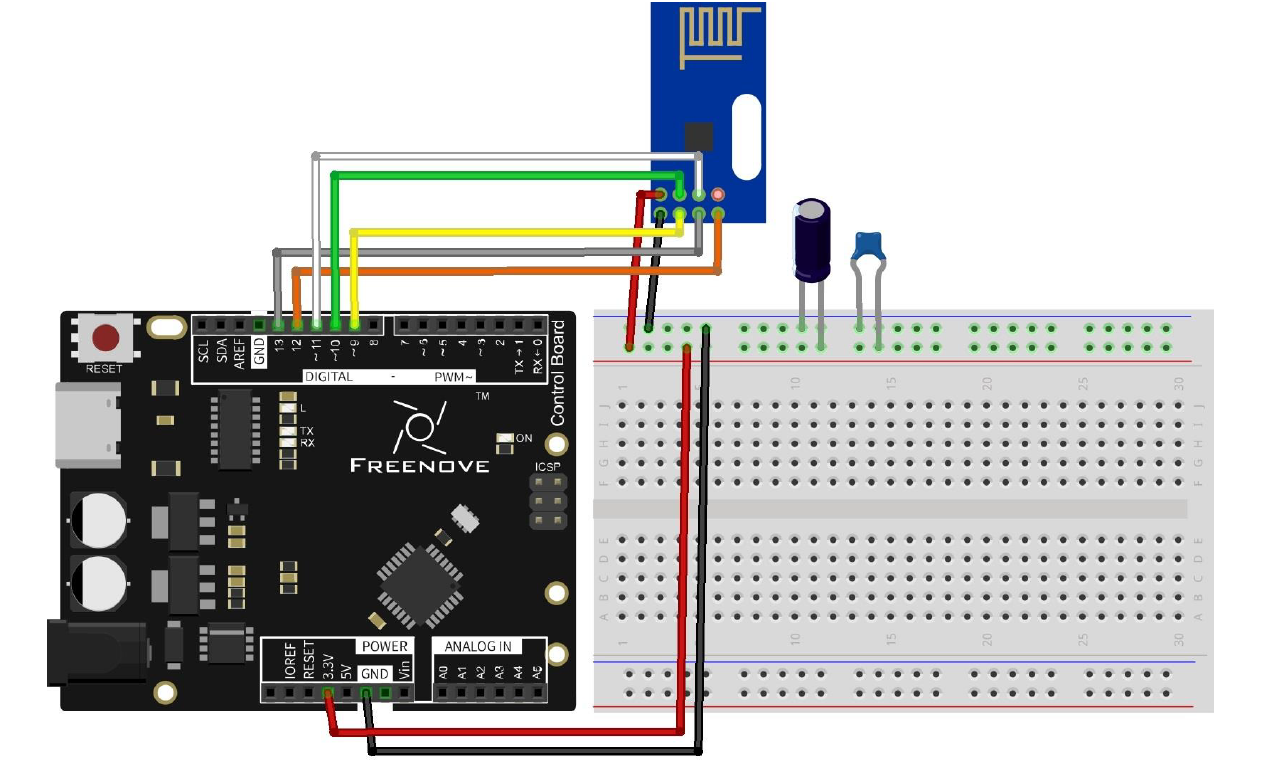 RESET
SCL
SDA
AREF
GND
13
12
~11
~10
~9
8
7
~6
~5
4
~3
2
TX→1
RX←0
DIGITAL - PWM~
Control Board
L
TX
RX
TM
FREENOVE
ON
ICSP
IOREF
RESET
3.3V
5V
GND
Vin
POWER
ANALOG IN
A0
A1
A2
A3
A4
A5
1 10 15 20 25 30
J J
I I
H H
G G
F F
E E
D D
C C
B B
A A
1 10 15 20 25 30